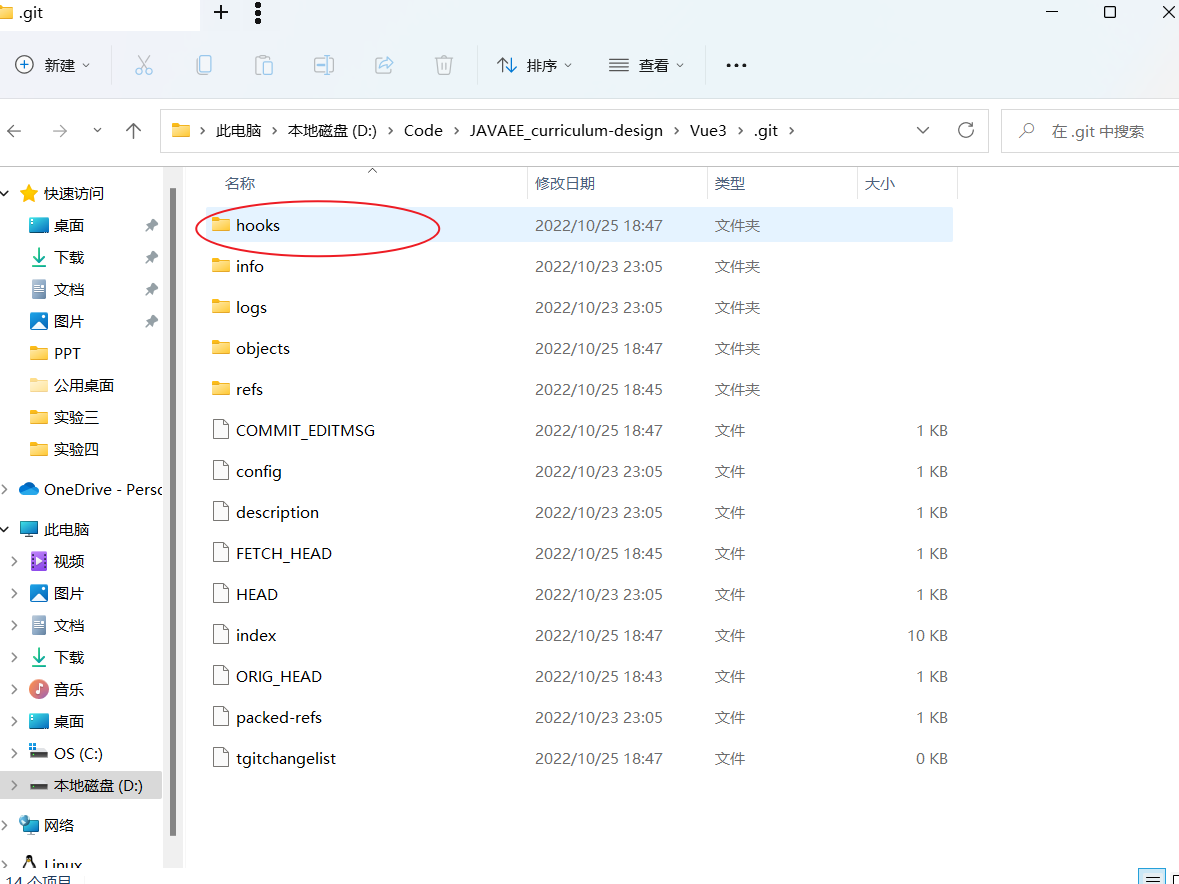 .git
新建
排序
查看
此电脑 本地磁盘 (D:) Code JAVAEE_curriculum-design Vue3 .git
在 .git 中搜索
快速访问
桌面
下载
文档
图片
PPT
公用桌面
实验三
实验四
OneDrive - Perso
此电脑
视频
图片
文档
下载
音乐
桌面
OS (C:)
本地磁盘 (D:)
网络
Linux
14 个项目
名称 修改日期 类型 大小
hooks 2022/10/25 18:47 文件夹
info 2022/10/23 23:05 文件夹
logs 2022/10/23 23:05 文件夹
objects 2022/10/25 18:47 文件夹
refs 2022/10/25 18:45 文件夹
COMMIT_EDITMSG 2022/10/25 18:47 文件 1 KB
config 2022/10/23 23:05 文件 1 KB
description 2022/10/23 23:05 文件 1 KB
FETCH_HEAD 2022/10/25 18:45 文件 1 KB
HEAD 2022/10/23 23:05 文件 1 KB
index 2022/10/25 18:47 文件 10 KB
ORIG_HEAD 2022/10/25 18:43 文件 1 KB
packed-refs 2022/10/23 23:05 文件 1 KB
tgitchangelist 2022/10/25 18:47 文件 0 KB